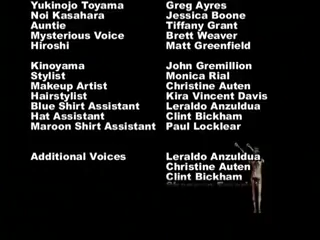 Yukinojo Toyama Greg Ayres
Noi Kasahara Jessica Boone
Auntie Tiffany Grant
Mysterious Voice Brett Weaver
Hiroshi Matt Greenfield
Kinoyama John Gremillion
Stylist Monica Rial
Makeup Artist Christine Auten
Hairstylist Kira Vincent Davis
Blue Shirt Assistant Leraldo Anzuldua
Hat Assistant Clint Bickham
Maroon Shirt Assistant Paul Locklear
Additional Voices Leraldo Anzuldua
Christine Auten
Clint Bickham